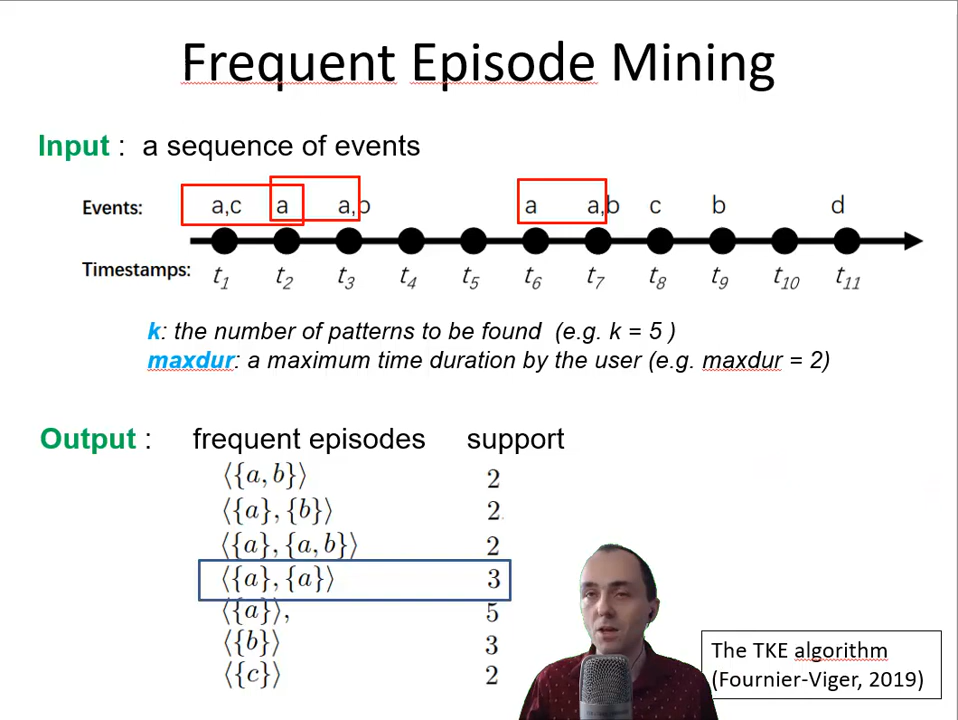 Frequent Episode Mining
Input : a sequence of events
Events: a,c a a,b a a,b c b d
Timestamps: t1 t2 t3 t4 t5 t6 t7 t8 t9 t10 t11
k: the number of patterns to be found (e.g. k = 5 )
maxdur: a maximum time duration by the user (e.g. maxdur = 2)
Output : frequent episodes support
⟨{a, b}⟩ 2
⟨{a}, {b}⟩ 2
⟨{a}, {a, b}⟩ 2
⟨{a}, {a}⟩ 3
⟨{a}⟩, 5
⟨{b}⟩ 3
⟨{c}⟩ 2
The TKE algorithm
(Fournier-Viger, 2019)